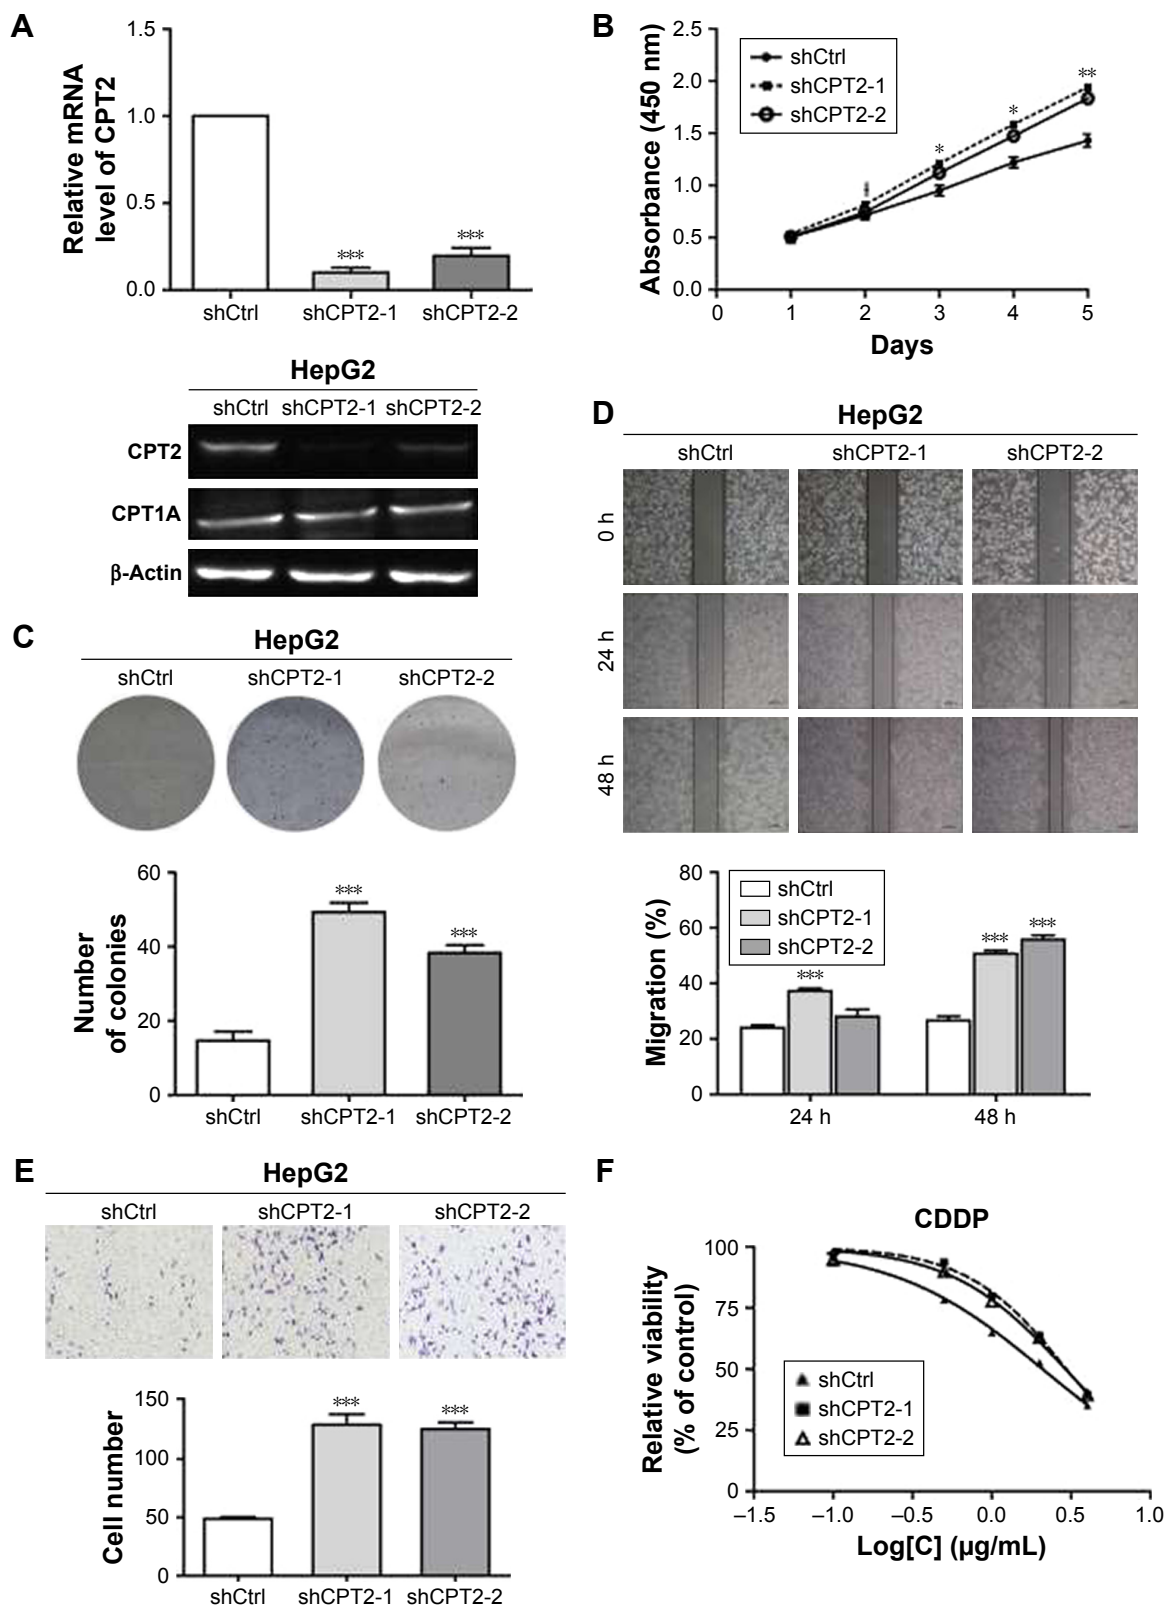 A
Relative mRNA
level of CPT2
1.5
1.0
0.5
0.0
***
***
shCtrl shCPT2-1 shCPT2-2
HepG2
shCtrl shCPT2-1 shCPT2-2
CPT2
CPT1A
β-Actin
B
Absorbance (450 nm)
2.5
2.0
1.5
1.0
0.5
0.0
shCtrl
shCPT2-1
shCPT2-2
*
*
**
0 1 2 3 4 5
Days
C
HepG2
shCtrl shCPT2-1 shCPT2-2
Number
of colonies
60
40
20
0
***
***
shCtrl shCPT2-1 shCPT2-2
D
HepG2
shCtrl shCPT2-1 shCPT2-2
0 h
24 h
48 h
Migration (%)
80
60
40
20
0
shCtrl
shCPT2-1
shCPT2-2
***
***
***
24 h 48 h
E
HepG2
shCtrl shCPT2-1 shCPT2-2
Cell number
150
100
50
0
***
***
shCtrl shCPT2-1 shCPT2-2
F
CDDP
Relative viability
(% of control)
100
75
50
25
0
shCtrl
shCPT2-1
shCPT2-2
–1.5 –1.0 –0.5 0.0 0.5 1.0
Log[C] (µg/mL)